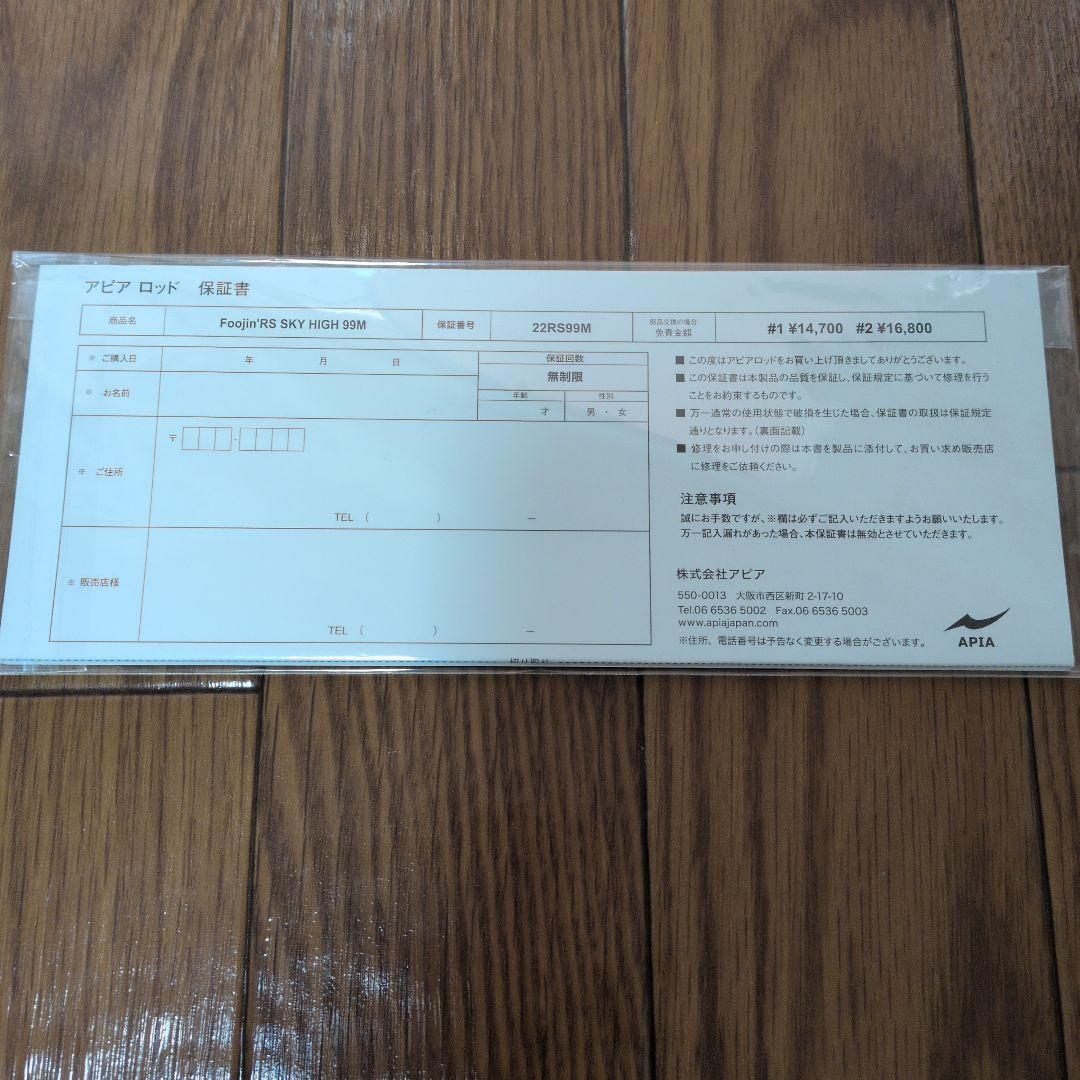 アピア ロッド 保証書
商品名 Foojin'RS SKY HIGH 99M 保証番号 22RS99M 部品交換の場合 免責金額 #1 ¥14,700 #2 ¥16,800
※ ご購入日 年 月 日
保証回数
無制限
※ お名前
年齢 性別
才 男 ・ 女
〒 -
※ ご住所
TEL ( ) ー
※ 販売店様
TEL ( ) ー
■ この度はアピアロッドをお買い上げ頂きましてありがとうございます。
■ この保証書は本製品の品質を保証し、保証規定に基づいて修理を行う
ことをお約束するものです。
■ 万一通常の使用状態で破損を生じた場合、保証書の取扱は保証規定
通りとなります。(裏面記載)
■ 修理をお申し付けの際は本書を製品に添付して、お買い求め販売店
に修理をご依頼ください。
注意事項
誠にお手数ですが、※欄は必ずご記入いただきますようお願いいたします。
万一記入漏れがあった場合、本保証書は無効とさせていただきます。
株式会社アピア
550-0013 大阪市西区新町 2-17-10
Tel.06 6536 5002 Fax.06 6536 5003
www.apiajapan.com
※住所、電話番号は予告なく変更する場合がございます。
APIA